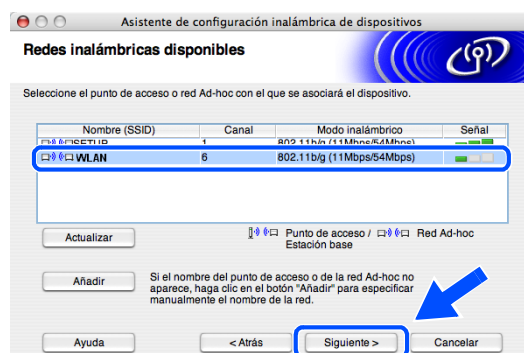 Asistente de configuración inalámbrica de dispositivos
Redes inalámbricas disponibles
Seleccione el punto de acceso o red Ad-hoc con el que se asociará el dispositivo.
Nombre (SSID) Canal Modo inalámbrico Señal
SETUP 1 802.11b/g (11Mbps/54Mbps)
WLAN 6 802.11b/g (11Mbps/54Mbps)
Actualizar
Punto de acceso / Red Ad-hoc
Estación base
Añadir
Si el nombre del punto de acceso o de la red Ad-hoc no
aparece, haga clic en el botón "Añadir" para especificar
manualmente el nombre de la red.
Ayuda < Atrás Siguiente > Cancelar